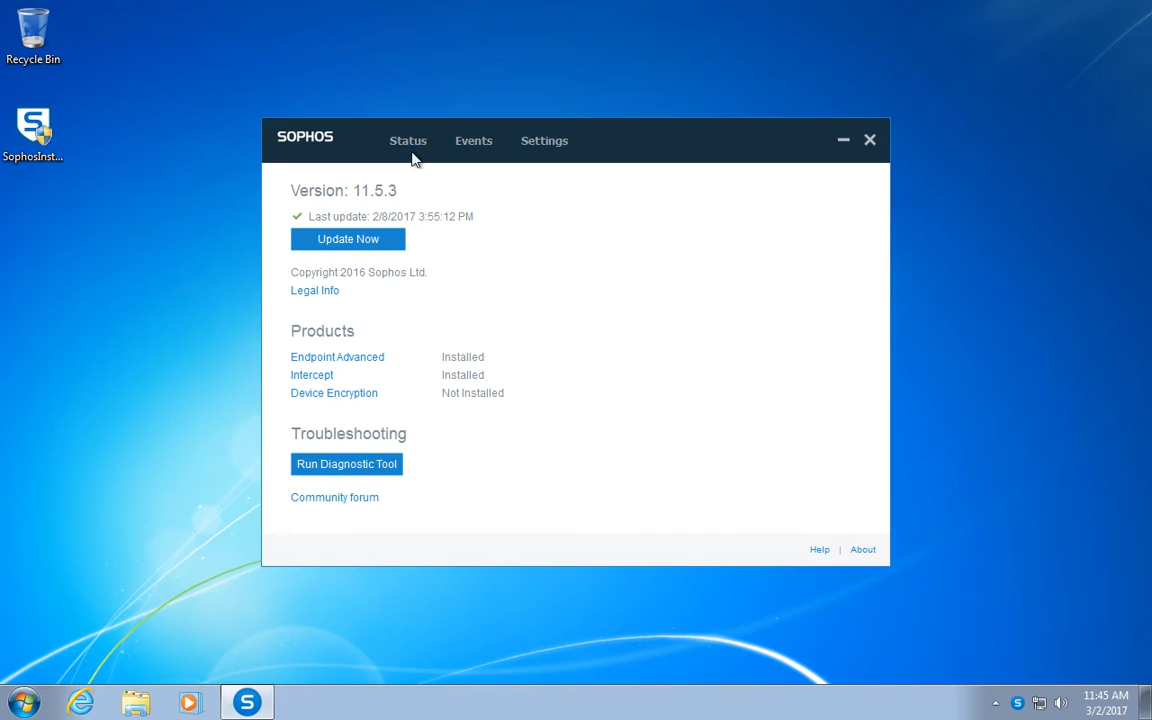 Recycle Bin
SophosInst...
SOPHOS
Status
Events
Settings
Version: 11.5.3
Last update: 2/8/2017 3:55:12 PM
Update Now
Copyright 2016 Sophos Ltd.
Legal Info
Products
Endpoint Advanced Installed
Intercept Installed
Device Encryption Not Installed
Troubleshooting
Run Diagnostic Tool
Community forum
Help | About
S
11:45 AM
3/2/2017